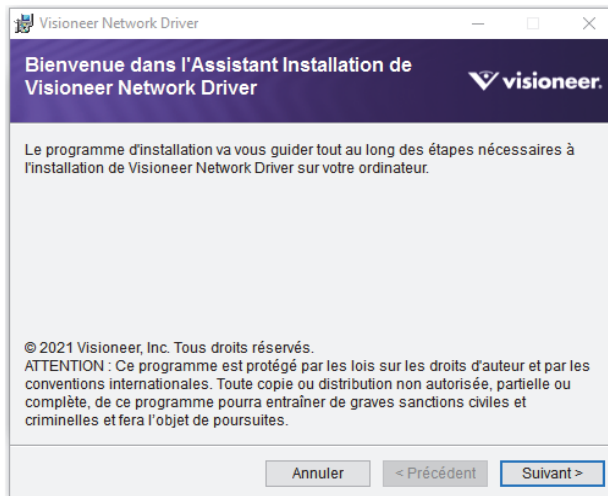 Visioneer Network Driver
Bienvenue dans l'Assistant Installation de
Visioneer Network Driver
visioneer.
Le programme d'installation va vous guider tout au long des étapes nécessaires à
l'installation de Visioneer Network Driver sur votre ordinateur.
© 2021 Visioneer, Inc. Tous droits réservés.
ATTENTION : Ce programme est protégé par les lois sur les droits d'auteur et par les
conventions internationales. Toute copie ou distribution non autorisée, partielle ou
complète, de ce programme pourra entraîner de graves sanctions civiles et
criminelles et fera l’objet de poursuites.
Annuler
< Précédent
Suivant >